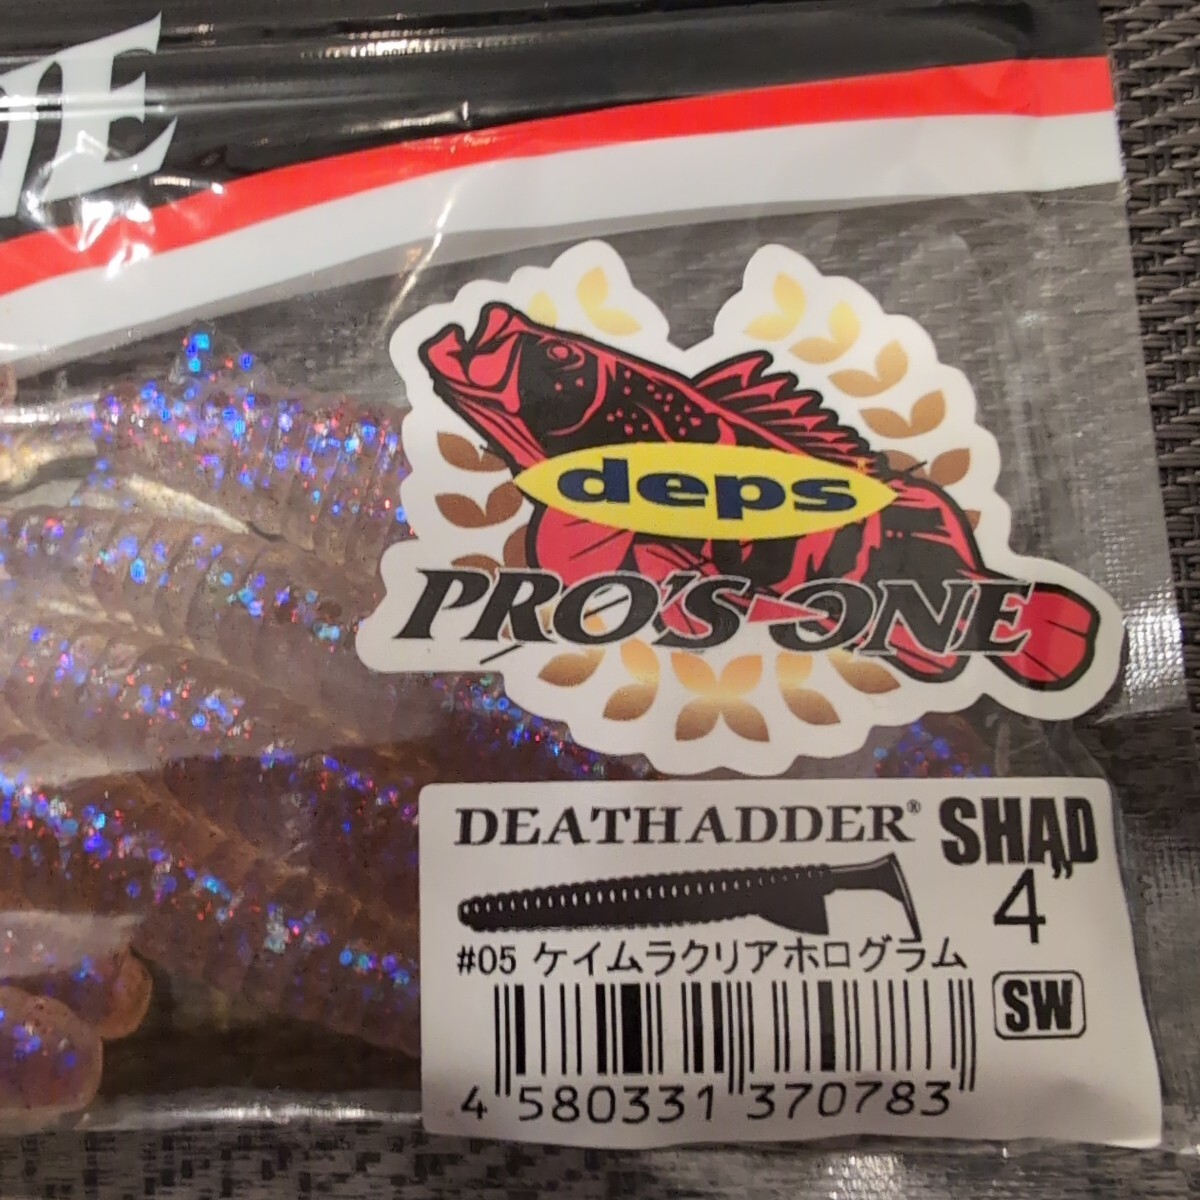 deps
PRO'S ONE
DEATHADDER® SHAD
4"
#05 ケイムラクリアホログラム
SW
4 580331 370783